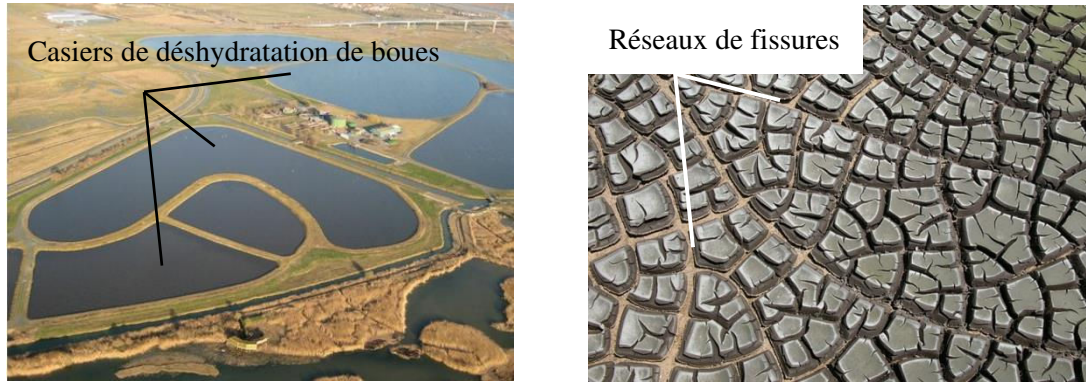 Casiers de déshydratation de boues
Réseaux de fissures